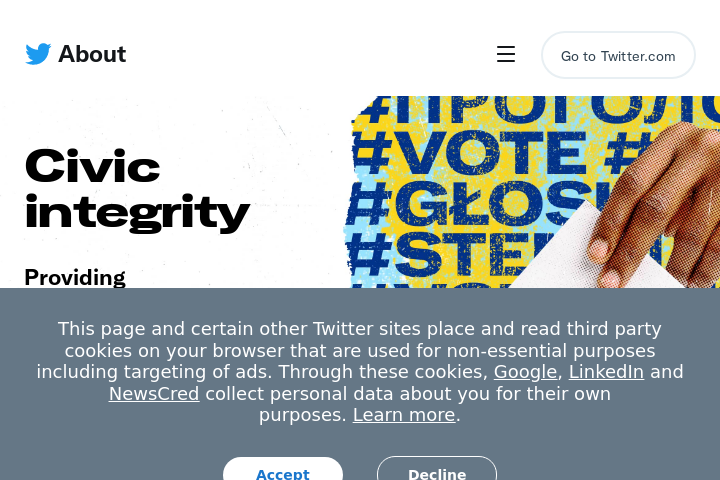 About
Go to Twitter.com
#VOTE #
#GŁOS
#STE
Civic
integrity
Providing
This page and certain other Twitter sites place and read third party
cookies on your browser that are used for non-essential purposes
including targeting of ads. Through these cookies, Google, LinkedIn and
NewsCred collect personal data about you for their own
purposes. Learn more.
Accept
Decline